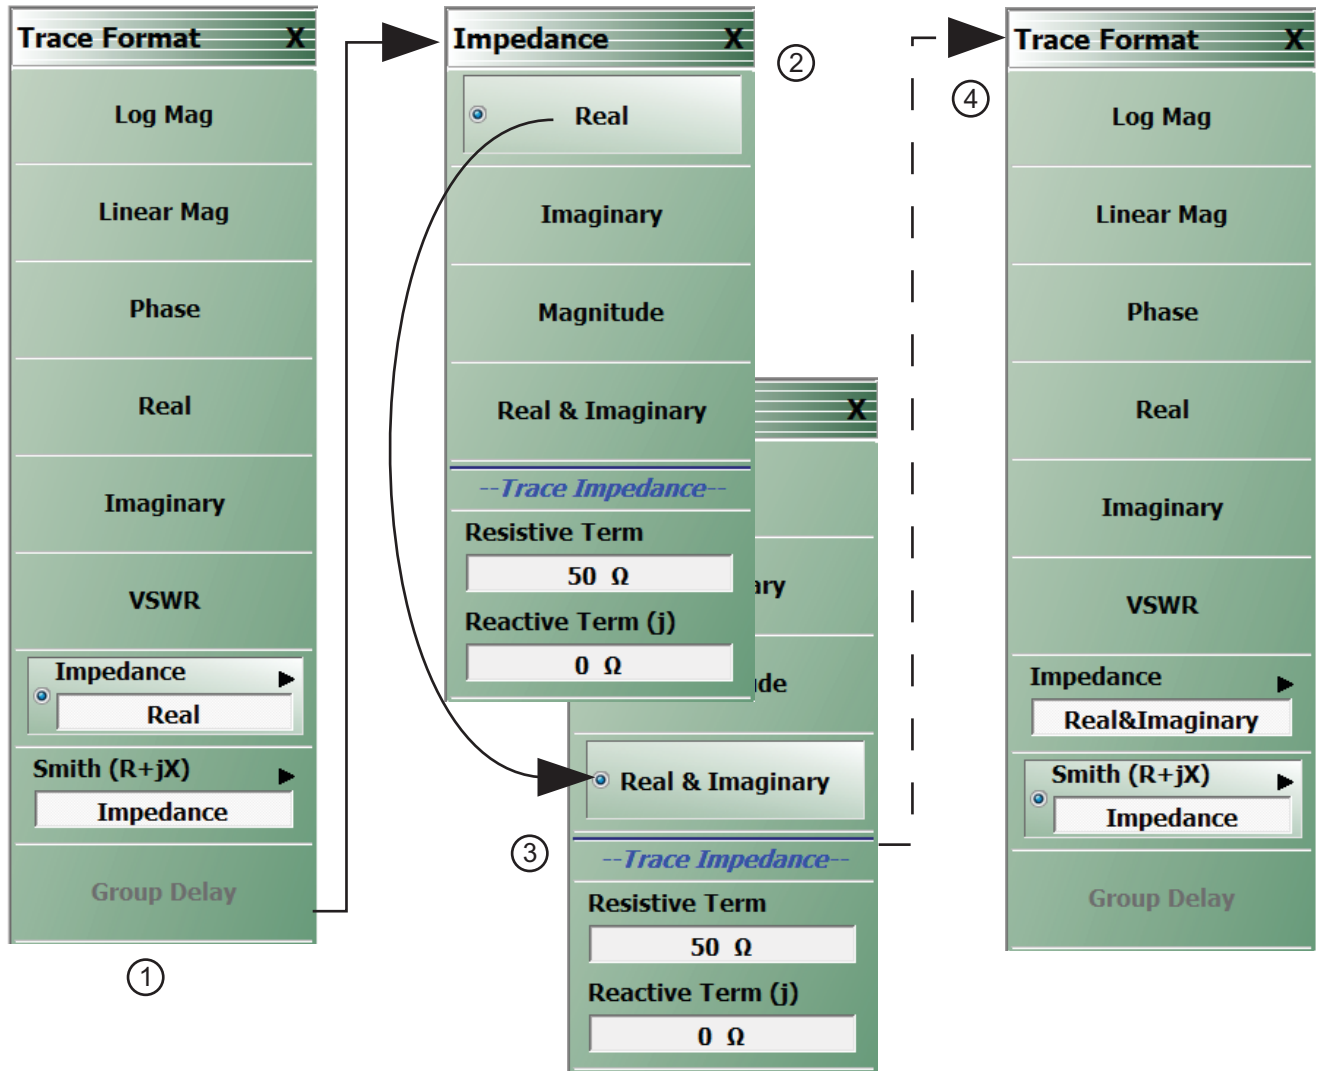 Trace Format X
Log Mag
Linear Mag
Phase
Real
Imaginary
VSWR
Impedance
Real
Smith (R+jX)
Impedance
Group Delay
1
Impedance X
2
Real
Imaginary
Magnitude
Real & Imaginary
--Trace Impedance--
Resistive Term
50 Ω
Reactive Term (j)
0 Ω
X
ary
de
Real & Imaginary
3
--Trace Impedance--
Resistive Term
50 Ω
Reactive Term (j)
0 Ω
Trace Format X
4
Log Mag
Linear Mag
Phase
Real
Imaginary
VSWR
Impedance
Real&Imaginary
Smith (R+jX)
Impedance
Group Delay